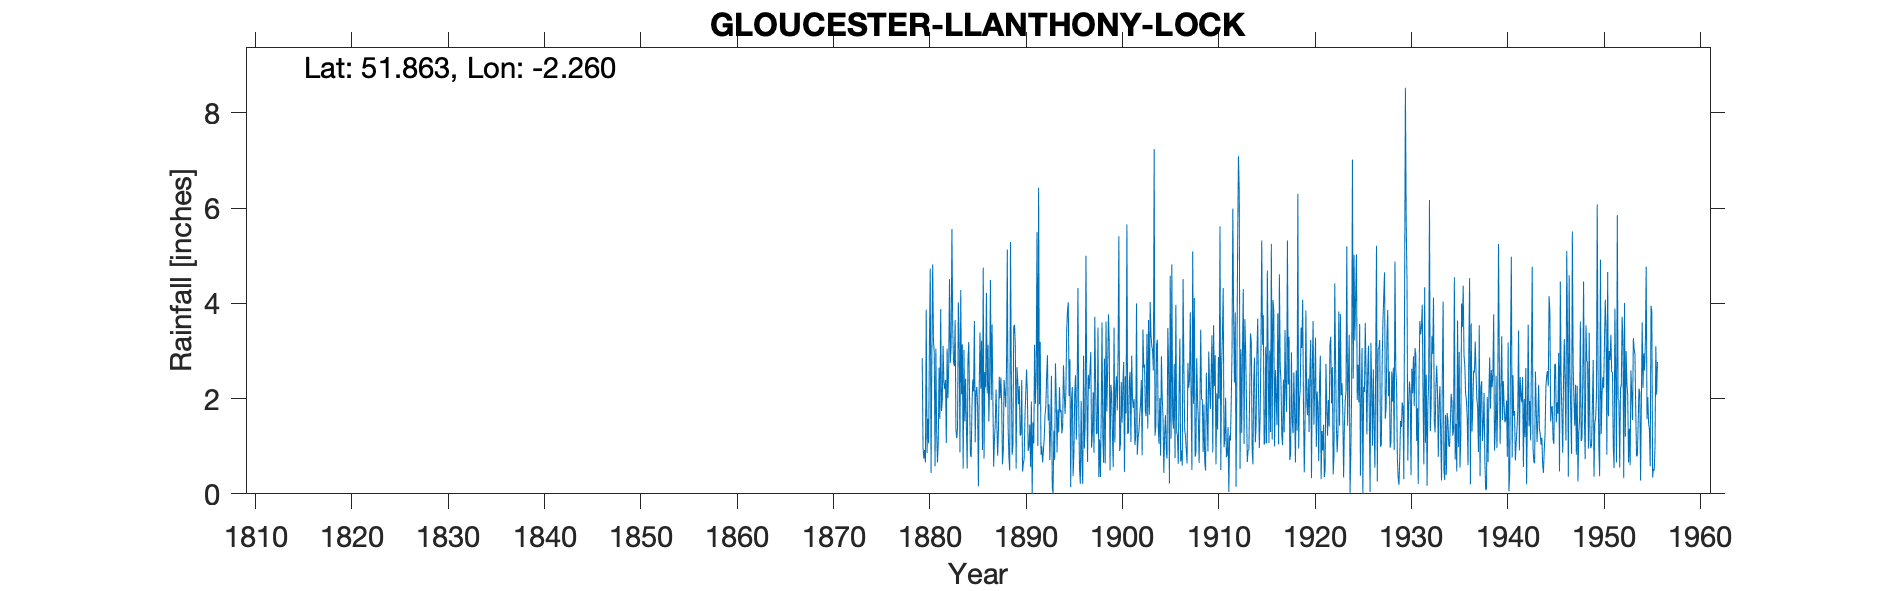 GLOUCESTER-LLANTHONY-LOCK
Lat: 51.863, Lon: -2.260
Rainfall [inches]
8
6
4
2
0
1810 1820 1830 1840 1850 1860 1870 1880 1890 1900 1910 1920 1930 1940 1950 1960
Year